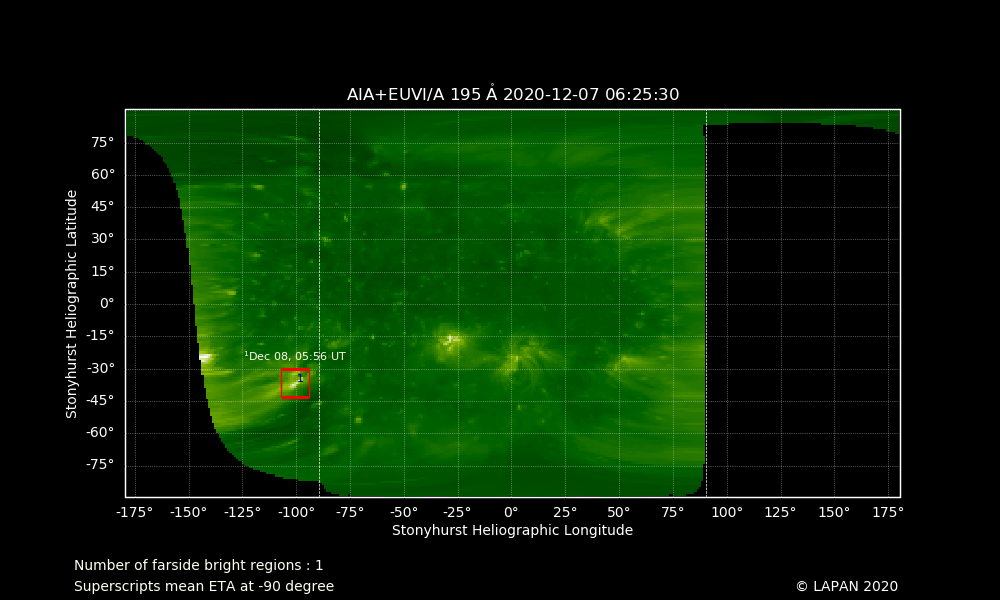 AIA+EUVI/A 195 Å 2020-12-07 06:25:30
75°
60°
45°
30°
15°
0°
-15°
-30°
-45°
-60°
-75°
Stonyhurst Heliographic Latitude
¹Dec 08, 05:56 UT
1
-175° -150° -125° -100° -75° -50° -25° 0° 25° 50° 75° 100° 125° 150° 175°
Stonyhurst Heliographic Longitude
Number of farside bright regions : 1
Superscripts mean ETA at -90 degree
© LAPAN 2020